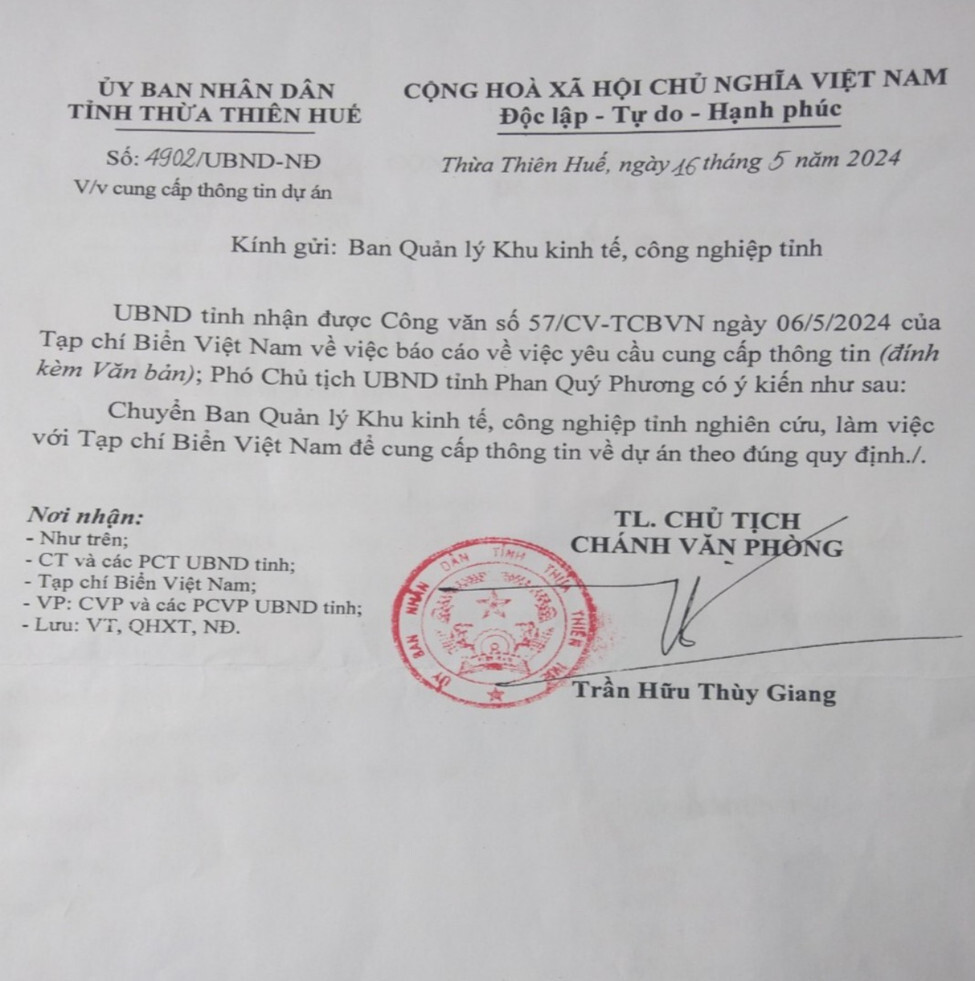 ỦY BAN NHÂN DÂN
TỈNH THỪA THIÊN HUẾ
CỘNG HOÀ XÃ HỘI CHỦ NGHĨA VIỆT NAM
Độc lập - Tự do - Hạnh phúc
Số: 4902/UBND-NĐ
V/v cung cấp thông tin dự án
Thừa Thiên Huế, ngày 16 tháng 5 năm 2024
Kính gửi: Ban Quản lý Khu kinh tế, công nghiệp tỉnh
UBND tỉnh nhận được Công văn số 57/CV-TCBVN ngày 06/5/2024 của
Tạp chí Biển Việt Nam về việc báo cáo về việc yêu cầu cung cấp thông tin (đính
kèm Văn bản); Phó Chủ tịch UBND tỉnh Phan Quý Phương có ý kiến như sau:
Chuyển Ban Quản lý Khu kinh tế, công nghiệp tỉnh nghiên cứu, làm việc
với Tạp chí Biển Việt Nam để cung cấp thông tin về dự án theo đúng quy định./.
Nơi nhận:
- Như trên;
- CT và các PCT UBND tỉnh;
- Tạp chí Biển Việt Nam;
- VP: CVP và các PCVP UBND tỉnh;
- Lưu: VT, QHXT, NĐ.
TL. CHỦ TỊCH
CHÁNH VĂN PHÒNG
ỦY BAN NHÂN DÂN TỈNH THỪA THIÊN HUẾ
Trần Hữu Thùy Giang